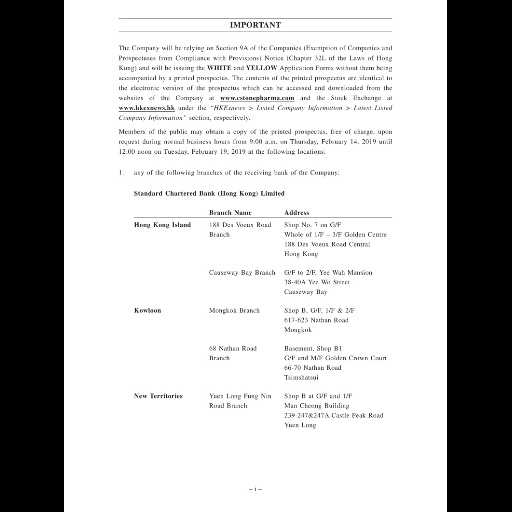 IMPORTANT
The Company will be relying on Section 9A of the Companies (Exemption of Companies and
Prospectuses from Compliance with Provisions) Notice (Chapter 32L of the Laws of Hong
Kong) and will be issuing the WHITE and YELLOW Application Forms without them being
accompanied by a printed prospectus. The contents of the printed prospectus are identical to
the electronic version of the prospectus which can be accessed and downloaded from the
websites of the Company at www.cstonepharma.com and the Stock Exchange at
www.hkexnews.hk under the "HKExnews > Listed Company Information > Latest Listed
Company Information" section, respectively.
Members of the public may obtain a copy of the printed prospectus, free of charge, upon
request during normal business hours from 9:00 a.m. on Thursday, February 14, 2019 until
12:00 noon on Tuesday, February 19, 2019 at the following locations:
1. any of the following branches of the receiving bank of the Company:
Standard Chartered Bank (Hong Kong) Limited
Branch Name Address
Hong Kong Island 188 Des Voeux Road Shop No. 7 on G/F
Branch Whole of 1/F – 3/F Golden Centre
188 Des Voeux Road Central
Hong Kong
Causeway Bay Branch G/F to 2/F, Yee Wah Mansion
38-40A Yee Wo Street
Causeway Bay
Kowloon Mongkok Branch Shop B, G/F, 1/F & 2/F
617-623 Nathan Road
Mongkok
68 Nathan Road Basement, Shop B1
Branch G/F and M/F Golden Crown Court
66-70 Nathan Road
Tsimshatsui
New Territories Yuen Long Fung Nin Shop B at G/F and 1/F
Road Branch Man Cheong Building
239 247&247A Castle Peak Road
Yuen Long
– i –